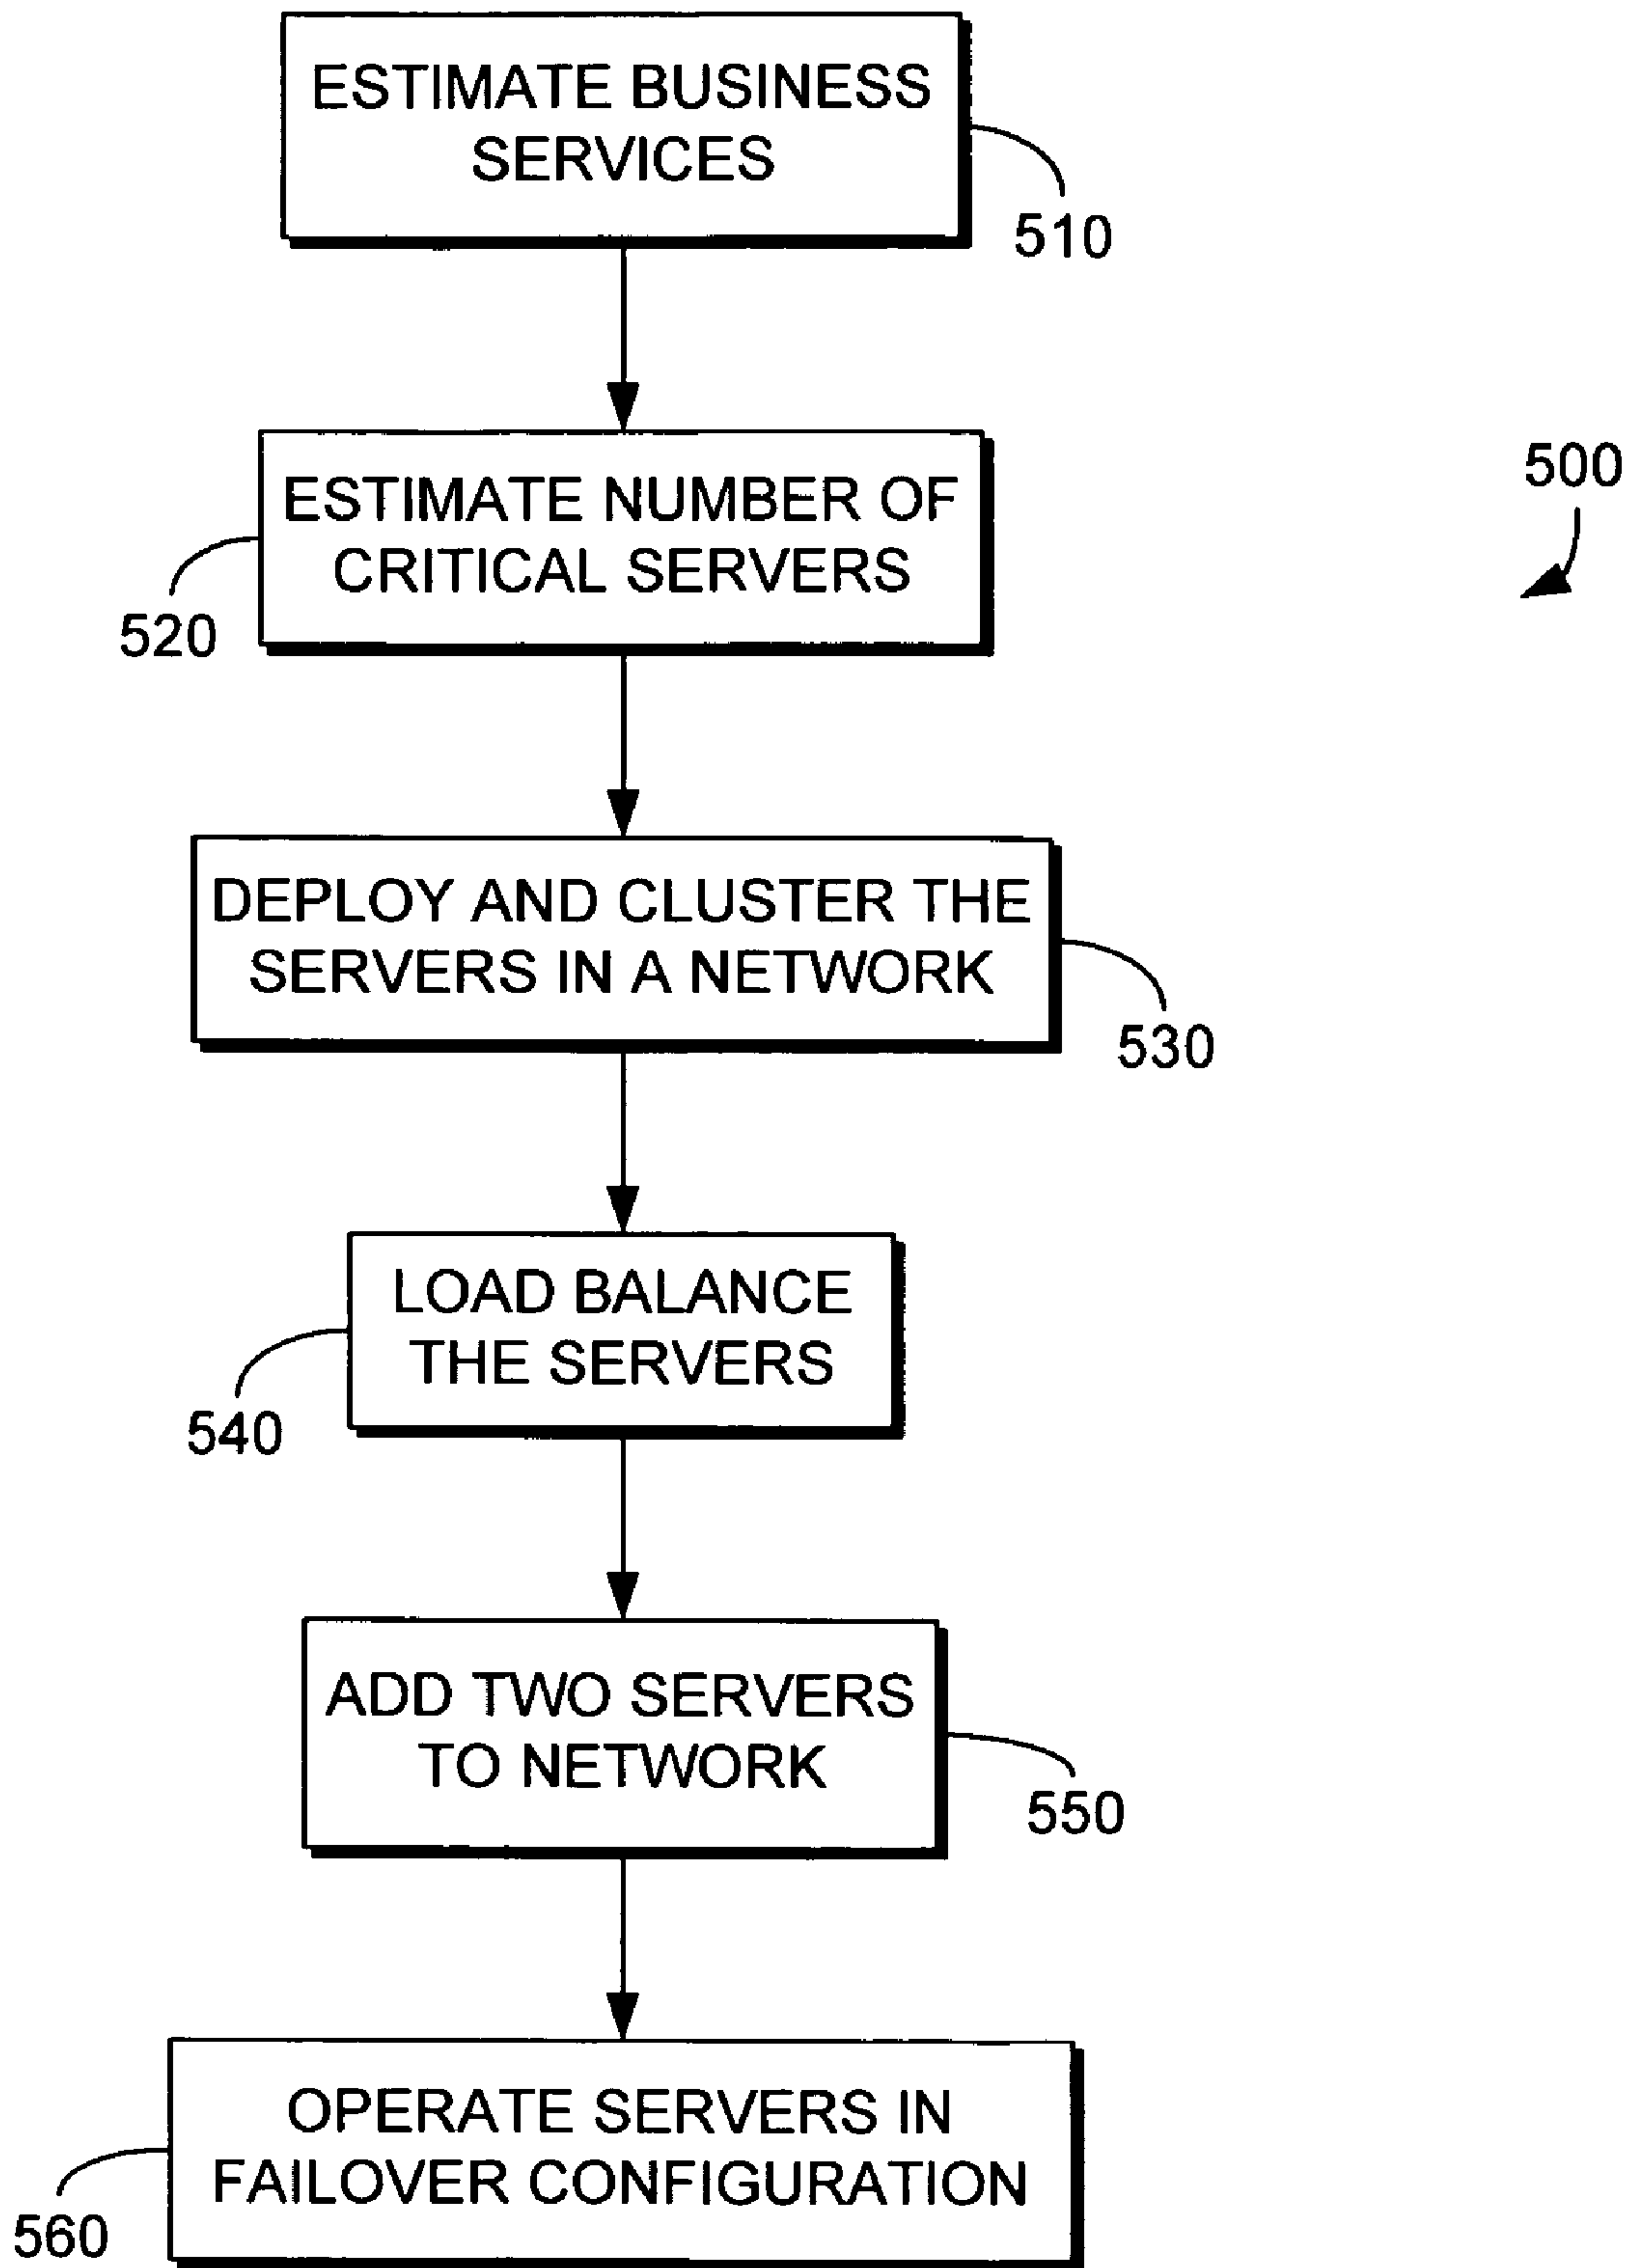 ESTIMATE BUSINESS
SERVICES
510
ESTIMATE NUMBER OF
CRITICAL SERVERS
500
520
DEPLOY AND CLUSTER THE
SERVERS IN A NETWORK
530
LOAD BALANCE
THE SERVERS
540
ADD TWO SERVERS
TO NETWORK
550
OPERATE SERVERS IN
FAILOVER CONFIGURATION
560